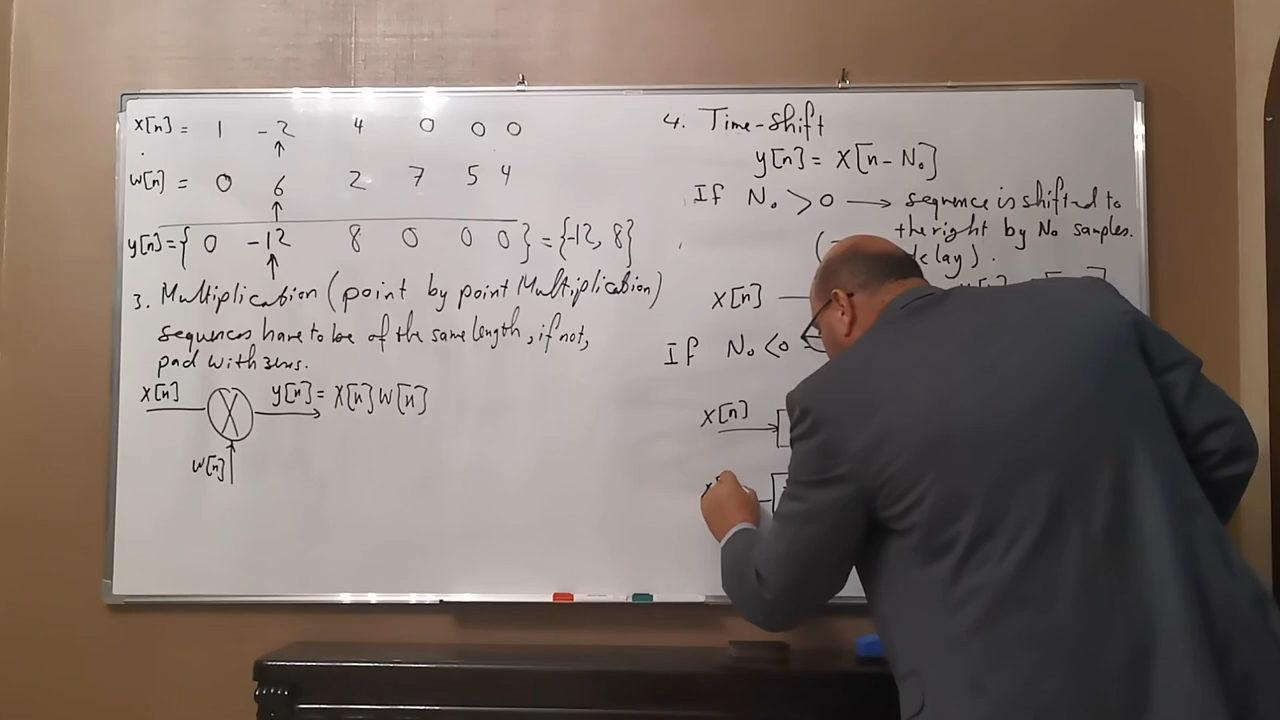 x[n] = 1 -2 4 0 0 0
↑
w[n] = 0 6 2 7 5 4
↑
y[n] = { 0 -12 8 0 0 0 } = {-12, 8}
↑
3. Multiplication (point by point Multiplication)
sequences have to be of the same length, if not,
pad with zeros.
x[n] y[n] = x[n] w[n]
X
w[n]
4. Time-shift
y[n] = x[n - N₀]
If N₀ > 0 → sequence is shifted to
the right by N₀ samples.
delay).
x[n]
If N₀ < 0
x[n]